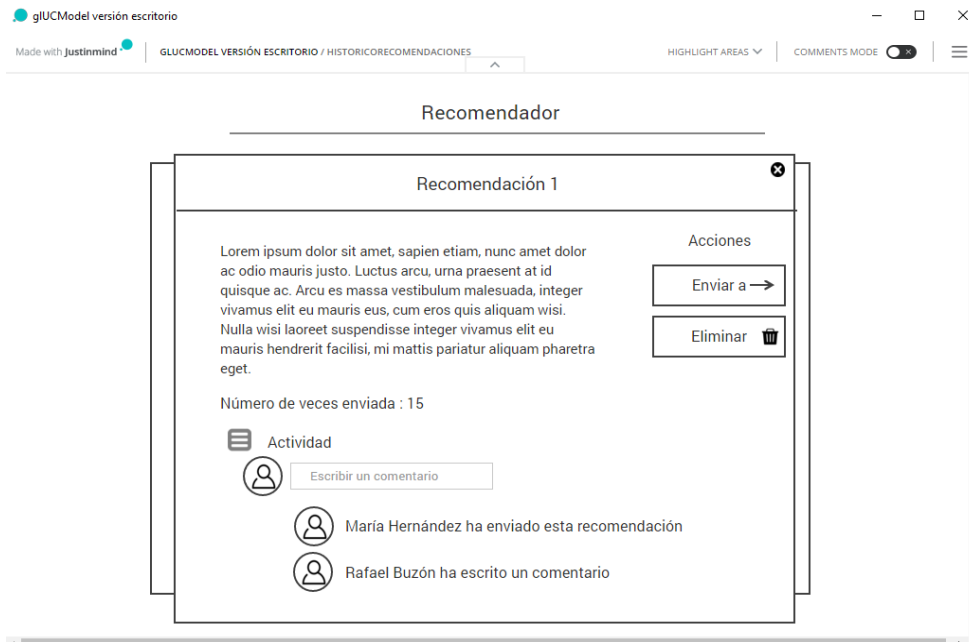 glUCModel versión escritorio
Made with Justinmind
GLUCMODEL VERSIÓN ESCRITORIO / HISTORICORECOMENDACIONES
HIGHLIGHT AREAS
COMMENTS MODE
Recomendador
Recomendación 1
Lorem ipsum dolor sit amet, sapien etiam, nunc amet dolor
ac odio mauris justo. Luctus arcu, urna praesent at id
quisque ac. Arcu es massa vestibulum malesuada, integer
vivamus elit eu mauris eus, cum eros quis aliquam wisi.
Nulla wisi laoreet suspendisse integer vivamus elit eu
mauris hendrerit facilisi, mi mattis pariatur aliquam pharetra
eget.
Acciones
Enviar a
Eliminar
Número de veces enviada : 15
Actividad
Escribir un comentario
María Hernández ha enviado esta recomendación
Rafael Buzón ha escrito un comentario